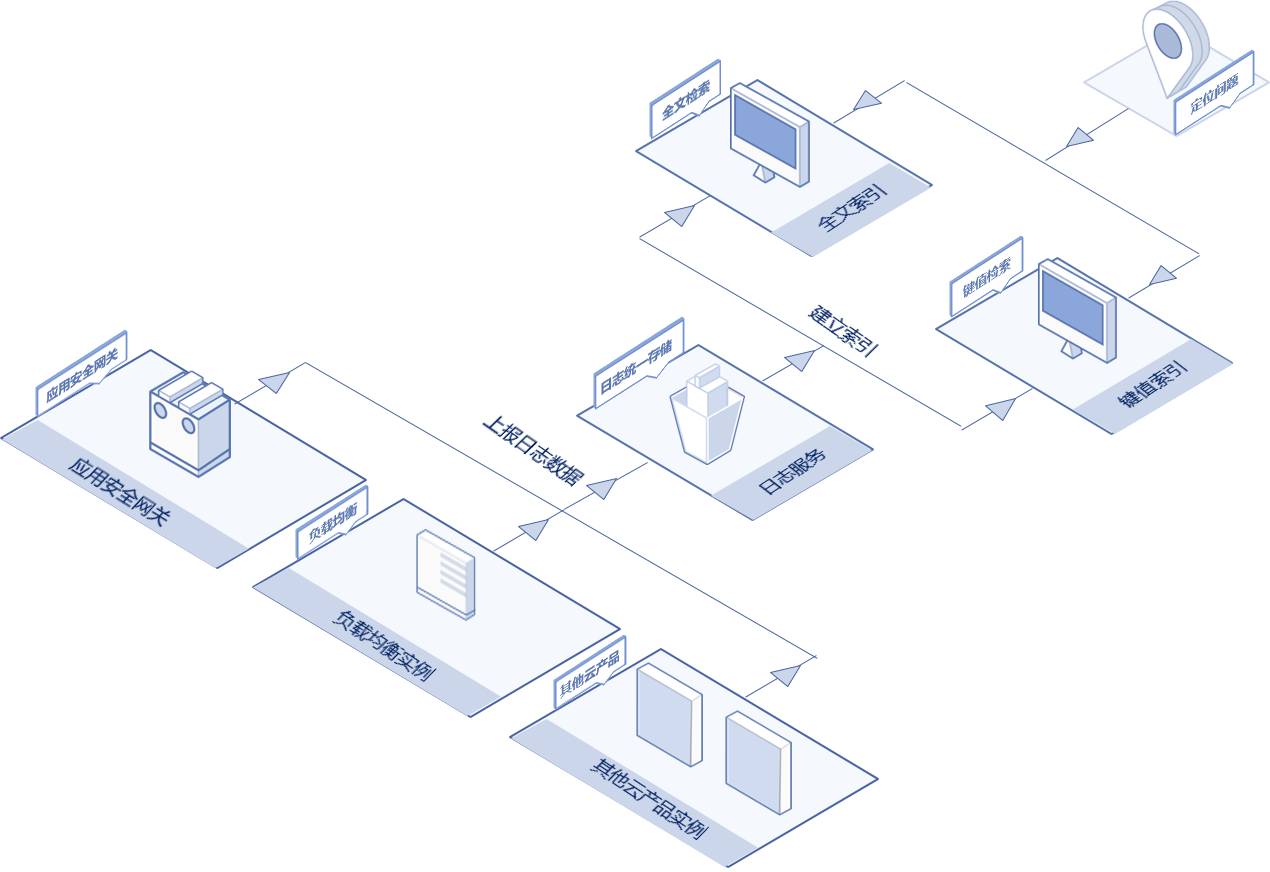 定位问题
全文检索
全文索引
键值检索
键值索引
建立索引
日志统一存储
日志服务
上报日志数据
应用安全网关
应用安全网关
负载均衡
负载均衡实例
其他云产品
其他云产品实例